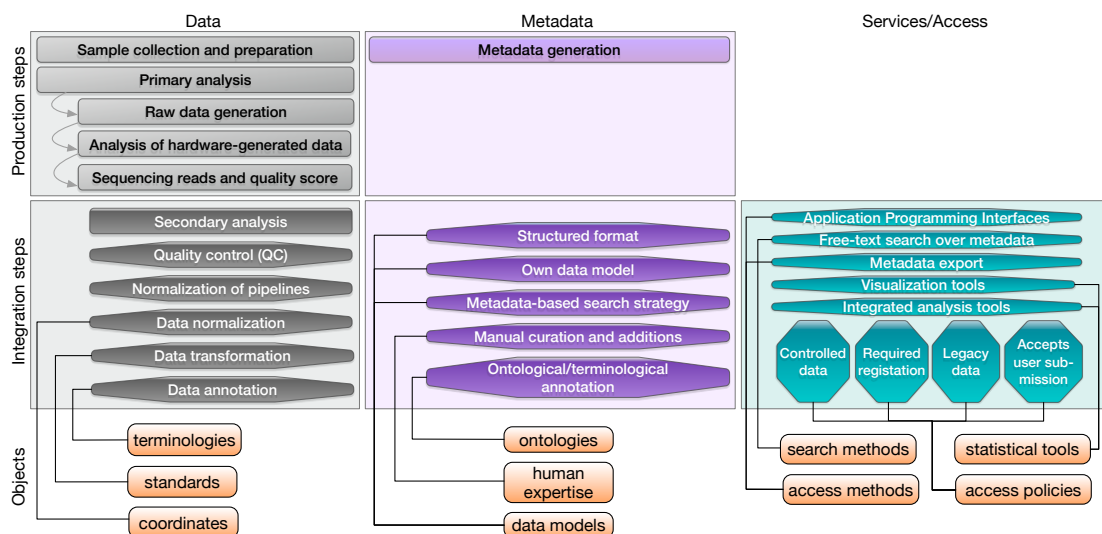 Data
Metadata
Services/Access
Production steps
Sample collection and preparation
Primary analysis
Raw data generation
Analysis of hardware-generated data
Sequencing reads and quality score
Metadata generation
Integration steps
Secondary analysis
Quality control (QC)
Normalization of pipelines
Data normalization
Data transformation
Data annotation
Structured format
Own data model
Metadata-based search strategy
Manual curation and additions
Ontological/terminological
annotation
Application Programming Interfaces
Free-text search over metadata
Metadata export
Visualization tools
Integrated analysis tools
Controlled
data
Required
registation
Legacy
data
Accepts
user sub-
mission
Objects
terminologies
standards
coordinates
ontologies
human
expertise
data models
search methods
statistical tools
access methods
access policies